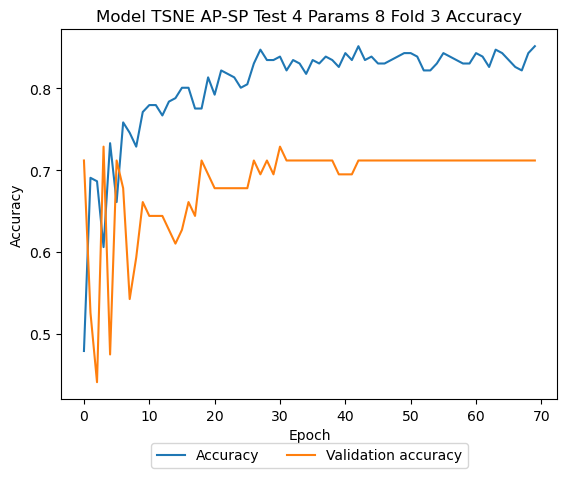 Model TSNE AP-SP Test 4 Params 8 Fold 3 Accuracy
Accuracy
0.8
0.7
0.6
0.5
0 10 20 30 40 50 60 70
Epoch
Accuracy Validation accuracy